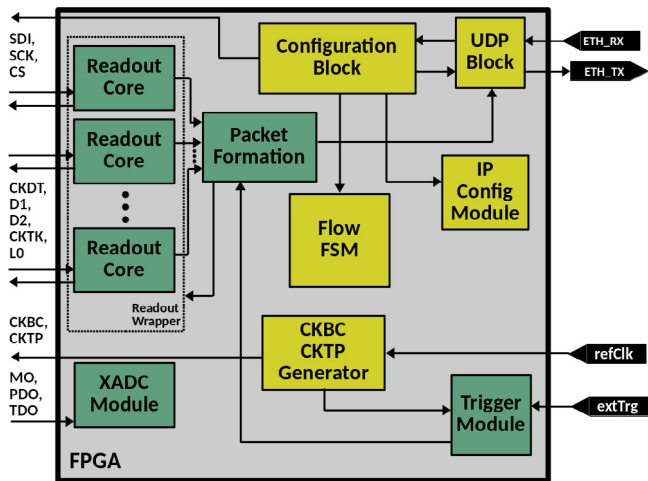 SDI,
SCK,
CS
Readout
Core
Configuration
Block
UDP
Block
ETH_RX
ETH_TX
Readout
Core
Packet
Formation
IP
Config
Module
CKDT,
D1,
D2,
CKTK,
L0
Readout
Core
Flow
FSM
Readout
Wrapper
CKBC,
CKTP
CKBC
CKTP
Generator
refClk
MO,
PDO,
TDO
XADC
Module
Trigger
Module
extTrg
FPGA